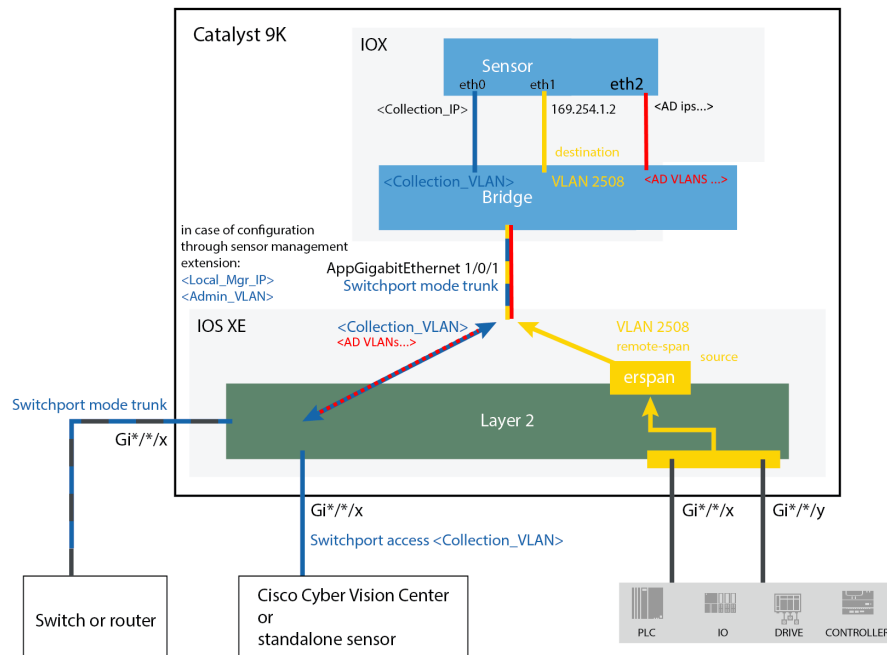 Catalyst 9K
IOX
Sensor
eth0
eth1
eth2
<Collection_IP>
169.254.1.2
<AD ips...>
destination
<Collection_VLAN>
VLAN 2508
<AD VLANS ...>
Bridge
in case of configuration
through sensor management
extension:
<Local_Mgr_IP>
<Admin_VLAN>
AppGigabitEthernet 1/0/1
Switchport mode trunk
IOS XE
<Collection_VLAN>
<AD VLANs...>
VLAN 2508
remote-span
source
erspan
Switchport mode trunk
Layer 2
Gi*/*/x
Gi*/*/x
Gi*/*/x
Gi*/*/y
Switchport access <Collection_VLAN>
Switch or router
Cisco Cyber Vision Center
or
standalone sensor
PLC
IO
DRIVE
CONTROLLER